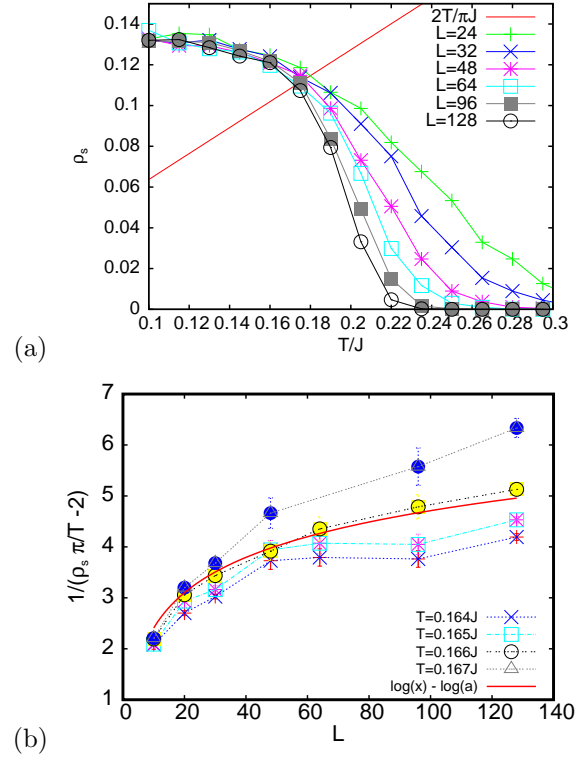 0.14
0.12
0.1
0.08
0.06
0.04
0.02
0
ρs
2T/πJ
L=24
L=32
L=48
L=64
L=96
L=128
0.1 0.12 0.14 0.16 0.18 0.2 0.22 0.24 0.26 0.28 0.3
T/J
(a)
7
6
5
4
3
2
1
1/(ρs π/T -2)
T=0.164J
T=0.165J
T=0.166J
T=0.167J
log(x) - log(a)
0 20 40 60 80 100 120 140
L
(b)